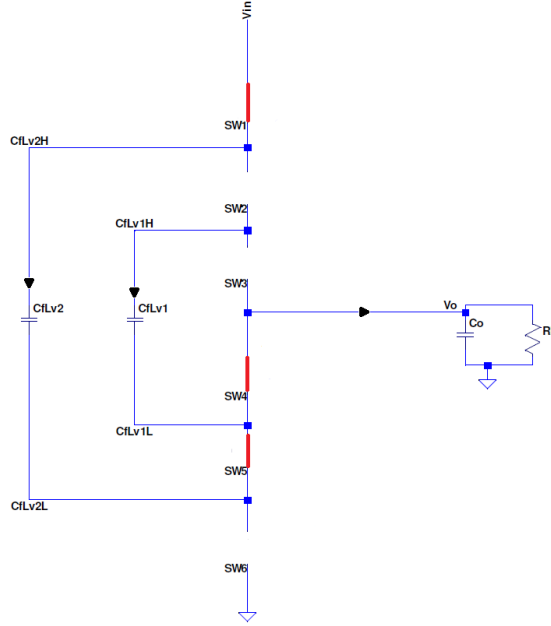 Vin
SW1
CfLv2H
SW2
CfLv1H
SW3
Vo
CfLv2
CfLv1
Co
R
SW4
CfLv1L
SW5
CfLv2L
SW6